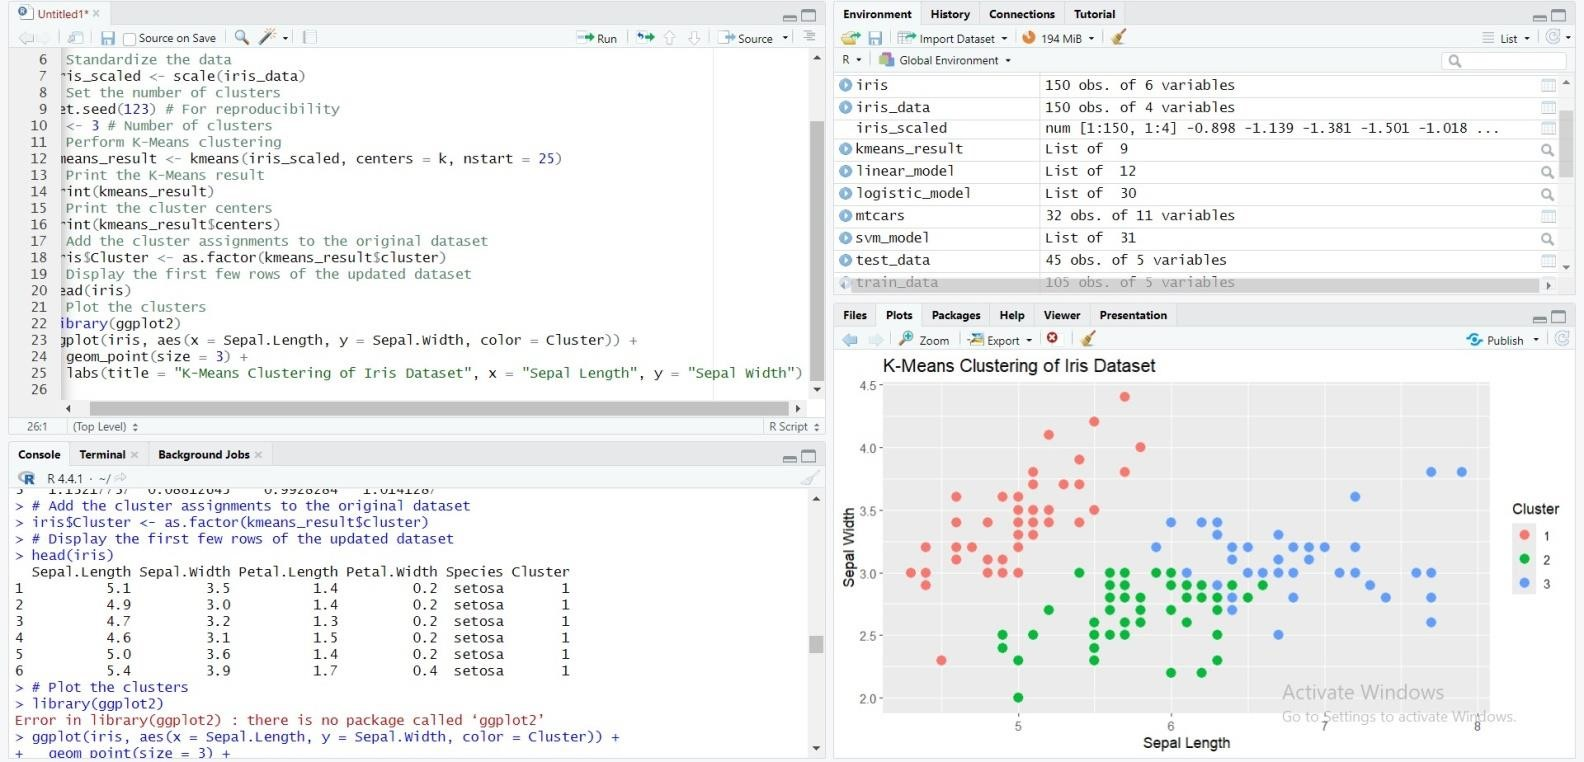 Untitled1*
Source on Save
Run
Source
6 Standardize the data
7 ris_scaled <- scale(iris_data)
8 Set the number of clusters
9 et.seed(123) # For reproducibility
10 <- 3 # Number of clusters
11 Perform K-Means clustering
12 means_result <- kmeans(iris_scaled, centers = k, nstart = 25)
13 Print the K-Means result
14 rint(kmeans_result)
15 Print the cluster centers
16 rint(kmeans_result$centers)
17 Add the cluster assignments to the original dataset
18 ris$Cluster <- as.factor(kmeans_result$cluster)
19 Display the first few rows of the updated dataset
20 ead(iris)
21 Plot the clusters
22 ibrary(ggplot2)
23 gplot(iris, aes(x = Sepal.Length, y = Sepal.Width, color = Cluster)) +
24 geom_point(size = 3) +
25 labs(title = "K-Means Clustering of Iris Dataset", x = "Sepal Length", y = "Sepal Width")
26
26:1 (Top Level) R Script
Console Terminal Background Jobs
R R 4.4.1 · ~/
> # Add the cluster assignments to the original dataset
> iris$Cluster <- as.factor(kmeans_result$cluster)
> # Display the first few rows of the updated dataset
> head(iris)
Sepal.Length Sepal.Width Petal.Length Petal.Width Species Cluster
1 5.1 3.5 1.4 0.2 setosa 1
2 4.9 3.0 1.4 0.2 setosa 1
3 4.7 3.2 1.3 0.2 setosa 1
4 4.6 3.1 1.5 0.2 setosa 1
5 5.0 3.6 1.4 0.2 setosa 1
6 5.4 3.9 1.7 0.4 setosa 1
> # Plot the clusters
> library(ggplot2)
Error in library(ggplot2) : there is no package called ‘ggplot2’
> ggplot(iris, aes(x = Sepal.Length, y = Sepal.Width, color = Cluster)) +
+ geom_point(size = 3) +
Environment History Connections Tutorial
Import Dataset 194 MiB List
R Global Environment
iris 150 obs. of 6 variables
iris_data 150 obs. of 4 variables
iris_scaled num [1:150, 1:4] -0.898 -1.139 -1.381 -1.501 -1.018 ...
kmeans_result List of 9
linear_model List of 12
logistic_model List of 30
mtcars 32 obs. of 11 variables
svm_model List of 31
test_data 45 obs. of 5 variables
train_data 105 obs. of 5 variables
Files Plots Packages Help Viewer Presentation
Zoom Export Publish
K-Means Clustering of Iris Dataset
4.5
4.0
3.5
3.0
2.5
2.0
Sepal Width
5 6 7 8
Sepal Length
Cluster
1
2
3
Activate Windows
Go to Settings to activate Windows.